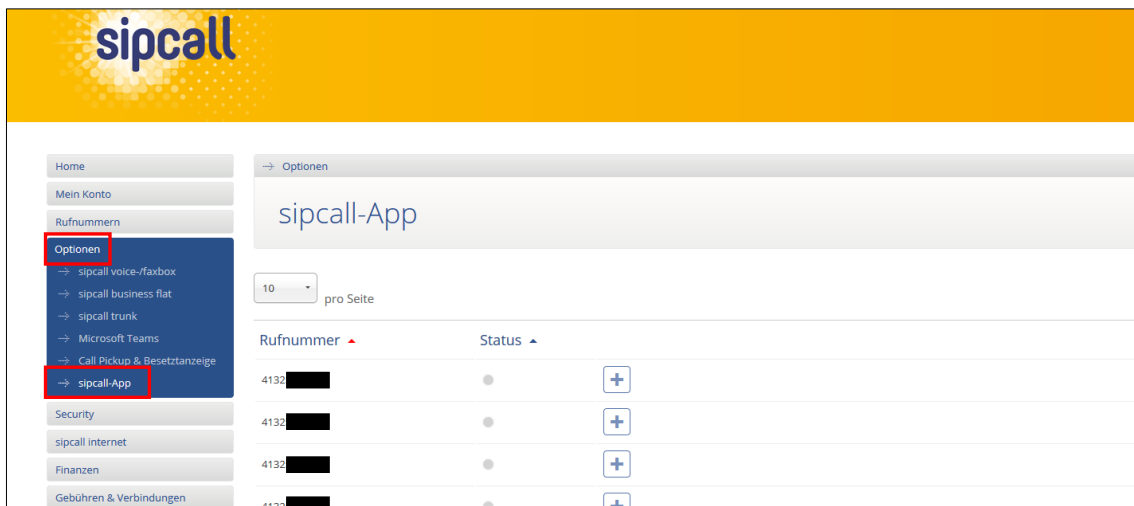 sipcall
Home
Mein Konto
Rufnummern
Optionen
sipcall voice-/faxbox
sipcall business flat
sipcall trunk
Microsoft Teams
Call Pickup & Besetztanzeige
sipcall-App
Security
sipcall internet
Finanzen
Gebühren & Verbindungen
→ Optionen
sipcall-App
10 pro Seite
Rufnummer Status
4132
4132
4132
4132